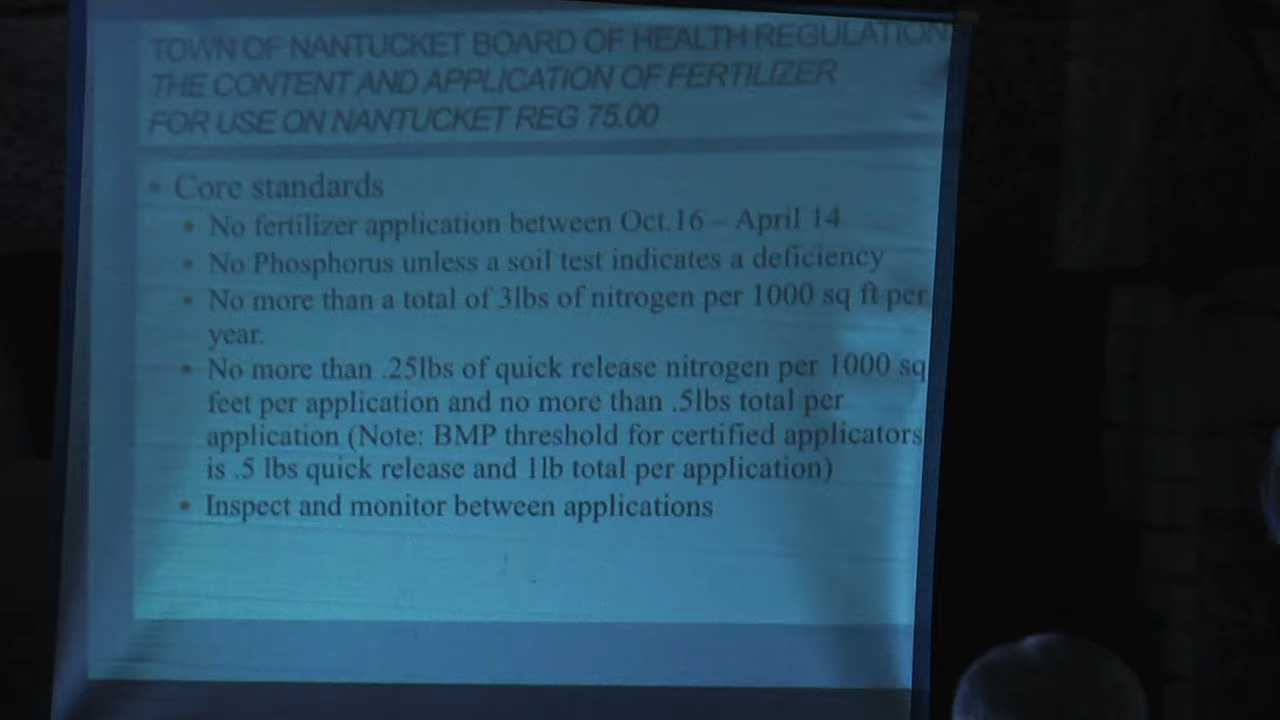 TOWN OF NANTUCKET BOARD OF HEALTH REGULATION
THE CONTENT AND APPLICATION OF FERTILIZER
FOR USE ON NANTUCKET REG 75.00
• Core standards
• No fertilizer application between Oct.16 – April 14
• No Phosphorus unless a soil test indicates a deficiency
• No more than a total of 3lbs of nitrogen per 1000 sq ft per
year.
• No more than .25lbs of quick release nitrogen per 1000 sq
feet per application and no more than .5lbs total per
application (Note: BMP threshold for certified applicators
is .5 lbs quick release and 1lb total per application)
• Inspect and monitor between applications